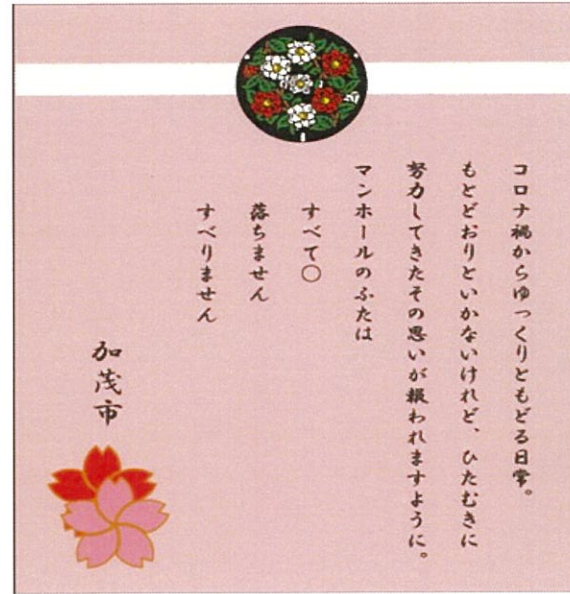 コロナ禍からゆっくりともどる日常。
もとどおりといかないけれど、ひたむきに
努力してきたその思いが報われますように。
マンホールのふたは
すべて○
落ちません
すべりません
加茂市